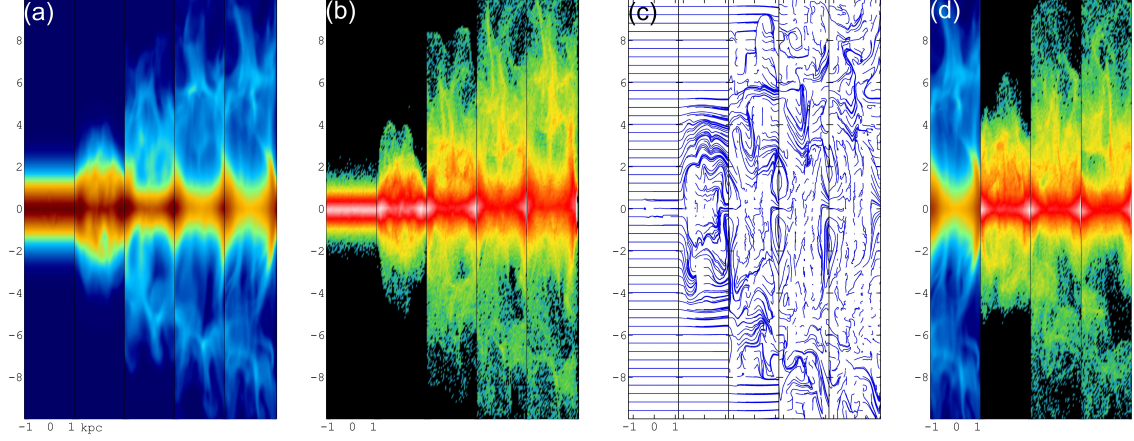 (a) (b) (c) (d)
8 8 8 8
6 6 6 6
4 4 4 4
2 2 2 2
0 0 0 0
-2 -2 -2 -2
-4 -4 -4 -4
-6 -6 -6 -6
-8 -8 -8 -8
-1 0 1 kpc -1 0 1 -1 0 1 -1 0 1